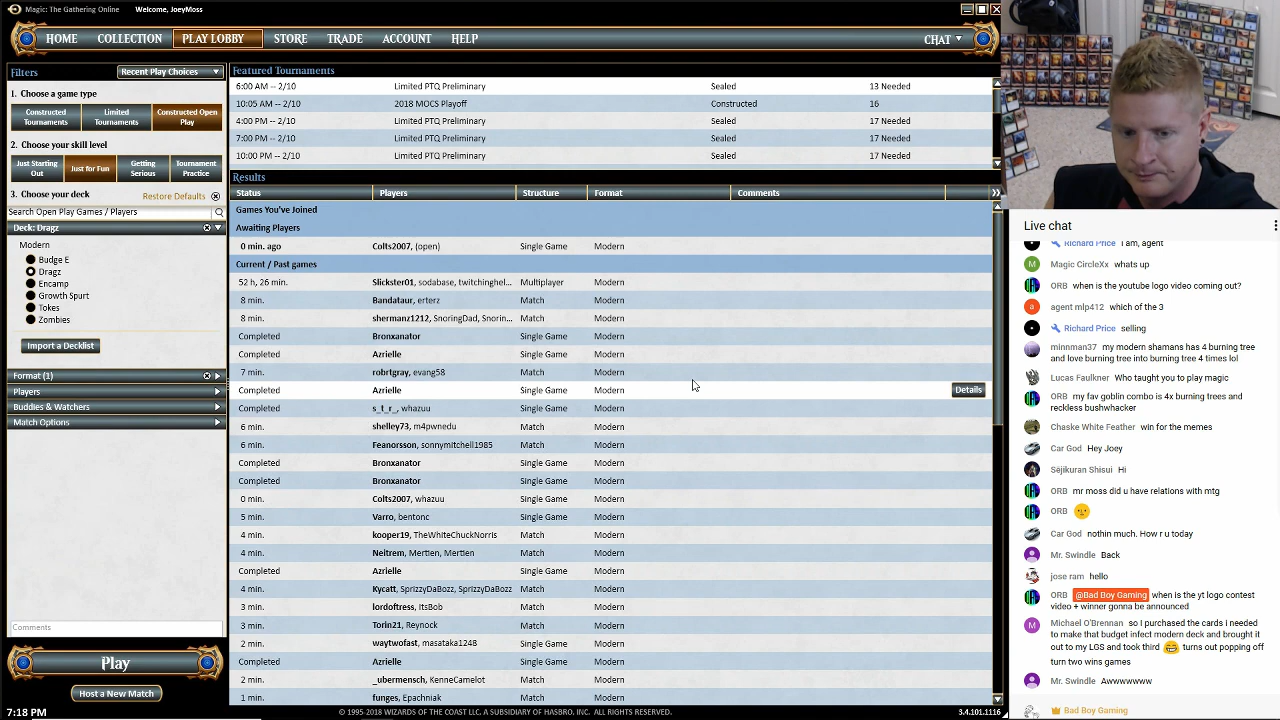 Magic: The Gathering Online Welcome, JoeyMoss
HOME COLLECTION PLAY LOBBY STORE TRADE ACCOUNT HELP CHAT
Filters Recent Play Choices
1. Choose a game type
Constructed Tournaments Limited Tournaments Constructed Open Play
2. Choose your skill level
Just Starting Out Just for Fun Getting Serious Tournament Practice
3. Choose your deck Restore Defaults
Search Open Play Games / Players
Deck: Dragz
Modern
Budge E
Dragz
Encamp
Growth Spurt
Tokes
Zombies
Import a Decklist
Format (1)
Players
Buddies & Watchers
Match Options
Comments
Play
Host a New Match
7:18 PM
Featured Tournaments
6:00 AM -- 2/10 Limited PTQ Preliminary Sealed 13 Needed
10:05 AM -- 2/10 2018 MOCS Playoff Constructed 16
4:00 PM -- 2/10 Limited PTQ Preliminary Sealed 17 Needed
7:00 PM -- 2/10 Limited PTQ Preliminary Sealed 17 Needed
10:00 PM -- 2/10 Limited PTQ Preliminary Sealed 17 Needed
Results
Status Players Structure Format Comments
Games You've Joined
Awaiting Players
0 min. ago Colts2007, (open) Single Game Modern
Current / Past games
52 h, 26 min. Slickster01, sodabase, twitchinghel... Multiplayer Modern
8 min. Bandataur, erterz Match Modern
8 min. shermanz1212, SnoringDad, Snorin... Match Modern
Completed Bronxanator Single Game Modern
Completed Azrielle Single Game Modern
7 min. robrtgray, evang58 Match Modern
Completed Azrielle Single Game Modern Details
Completed s_t_r_, whazuu Single Game Modern
6 min. shelley73, m4pwnedu Match Modern
6 min. Feanorsson, sonnymitchell1985 Match Modern
Completed Bronxanator Single Game Modern
Completed Bronxanator Single Game Modern
0 min. Colts2007, whazuu Single Game Modern
5 min. Voiro, bentonc Single Game Modern
4 min. kooper19, TheWhiteChuckNorris Match Modern
4 min. Neitrem, Mertien, Mertien Match Modern
Completed Azrielle Single Game Modern
4 min. Kycatt, SprizzyDaBozz, SprizzyDaBozz Match Modern
3 min. lordoftress, ItsBob Match Modern
3 min. Torin21, Reynock Match Modern
2 min. waytwofast, masataka1248 Match Modern
Completed Azrielle Single Game Modern
2 min. _ubermensch, KenneCamelot Match Modern
1 min. funges, Epachniak Match Modern
© 1995-2018 WIZARDS OF THE COAST LLC. A SUBSIDIARY OF HASBRO, INC. ALL RIGHTS RESERVED. 3.4.101.1116
Live chat
Richard Price I am, agent
Magic CircleXx whats up
ORB when is the youtube logo video coming out?
agent mlp412 which of the 3
Richard Price selling
minnman37 my modern shamans has 4 burning tree
and love burning tree into burning tree 4 times lol
Lucas Faulkner Who taught you to play magic
ORB my fav goblin combo is 4x burning trees and
reckless bushwhacker
Chaske White Feather win for the memes
Car God Hey Joey
Sējikuran Shisui Hi
ORB mr moss did u have relations with mtg
ORB
Car God nothin much. How r u today
Mr. Swindle Back
jose ram hello
ORB @Bad Boy Gaming when is the yt logo contest
video + winner gonna be announced
Michael O'Brennan so I purchased the cards i needed
to make that budget infect modern deck and brought it
out to my LGS and took third turns out popping off
turn two wins games
Mr. Swindle Awwwwwww
Bad Boy Gaming